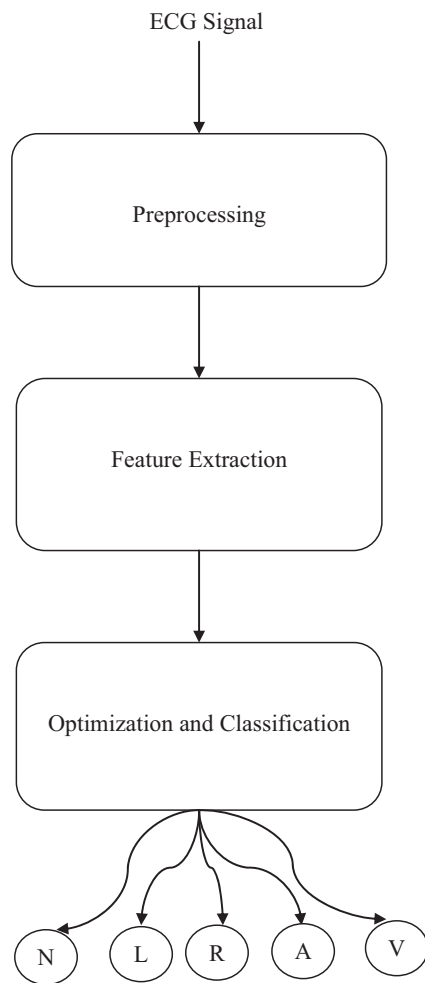 ECG Signal
Preprocessing
Feature Extraction
Optimization and Classification
N
L
R
A
V